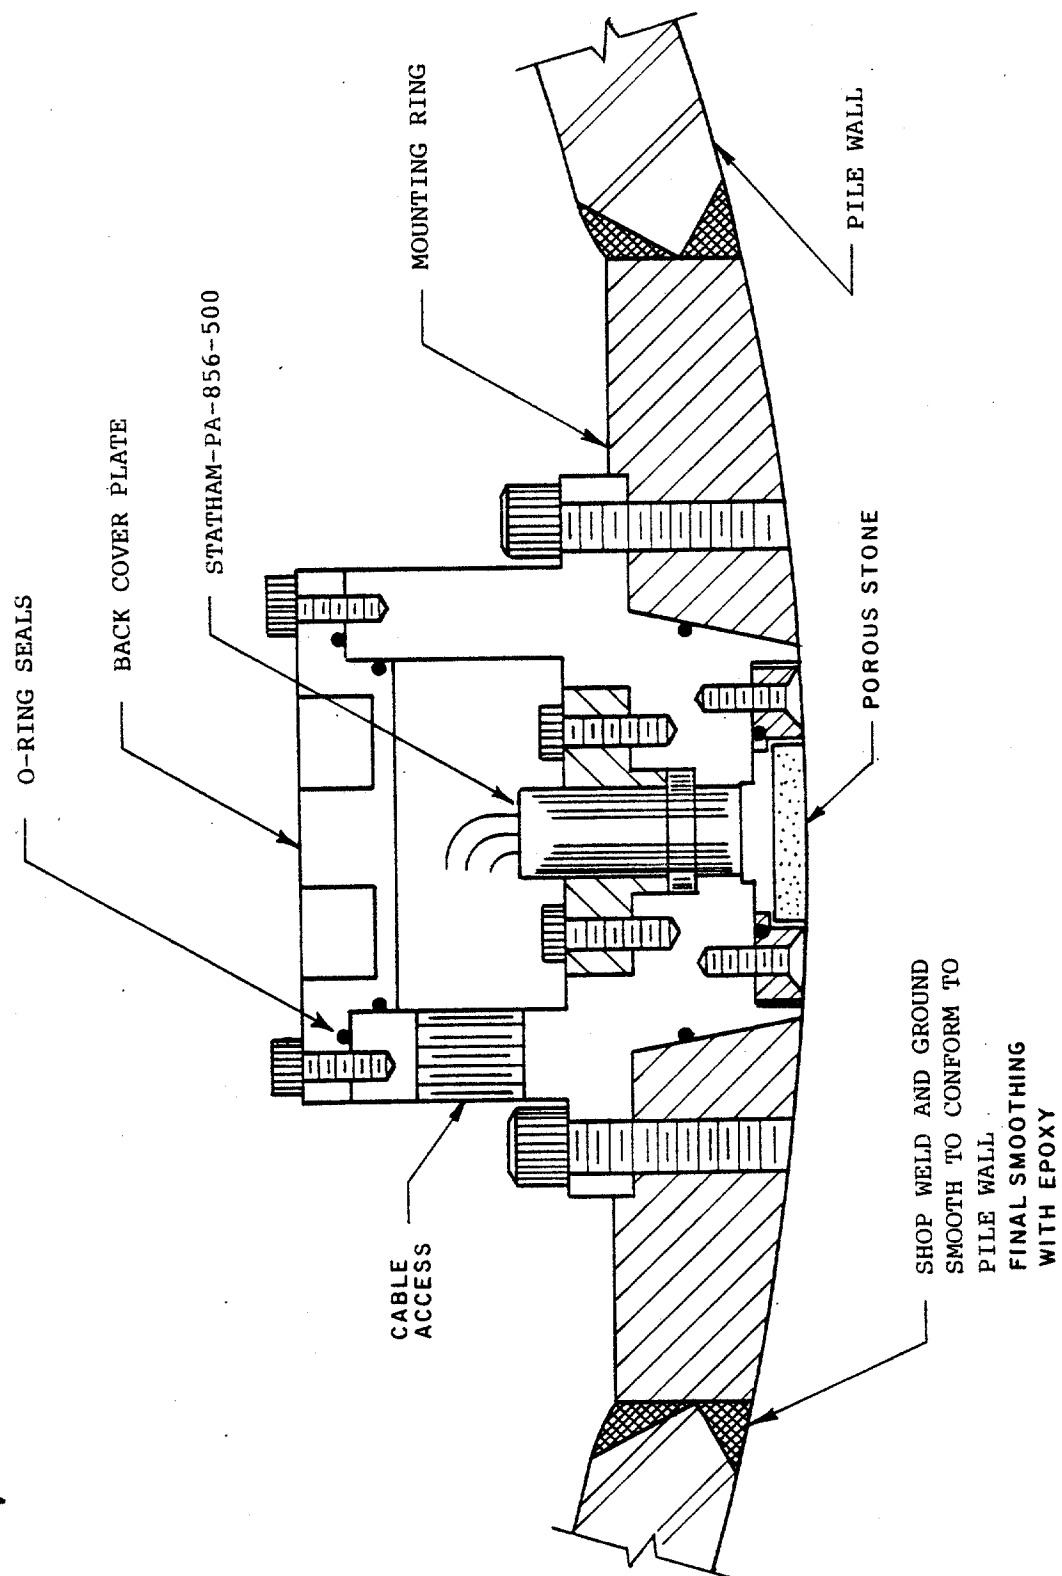 O-RING SEALS
BACK COVER PLATE
STATHAM-PA-856-500
MOUNTING RING
CABLE
ACCESS
PILE WALL
POROUS STONE
SHOP WELD AND GROUND
SMOOTH TO CONFORM TO
PILE WALL
FINAL SMOOTHING
WITH EPOXY